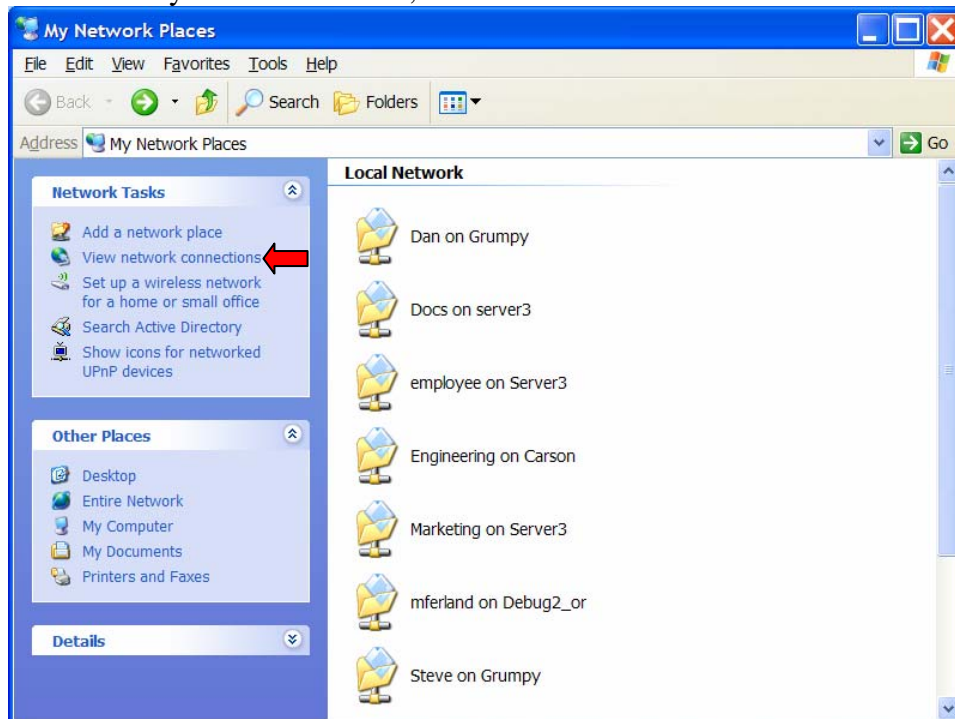 My Network Places
File Edit View Favorites Tools Help
Back Search Folders
Address My Network Places Go
Network Tasks
Add a network place
View network connections
Set up a wireless network
for a home or small office
Search Active Directory
Show icons for networked
UPnP devices
Other Places
Desktop
Entire Network
My Computer
My Documents
Printers and Faxes
Details
Local Network
Dan on Grumpy
Docs on server3
employee on Server3
Engineering on Carson
Marketing on Server3
mferland on Debug2_or
Steve on Grumpy